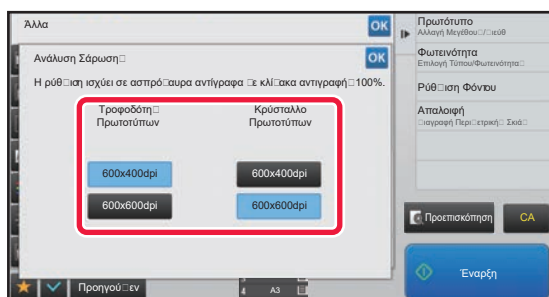 Άλλα
OK
Ανάλυση Σάρωση□
OK
Η ρύθ□ιση ισχύει σε ασπρό□αυρα αντίγραφα □ε κλί□ακα αντιγραφή□100%.
Τροφοδότη□
Πρωτοτύπων
Κρύσταλλο
Πρωτοτύπων
600x400dpi
600x400dpi
600x600dpi
600x600dpi
Προηγού□εν
4 A3
Πρωτότυπο
Αλλαγή Μεγέθου□/□ιεύθ
Φωτεινότητα
Επιλογή Τύπου/Φωτεινότητα□
Ρύθ□ιση Φόντου
Απαλοιφή
□ιαγραφή Περι□ετρική□ Σκιά□
Προεπισκόπηση
CA
Έναρξη